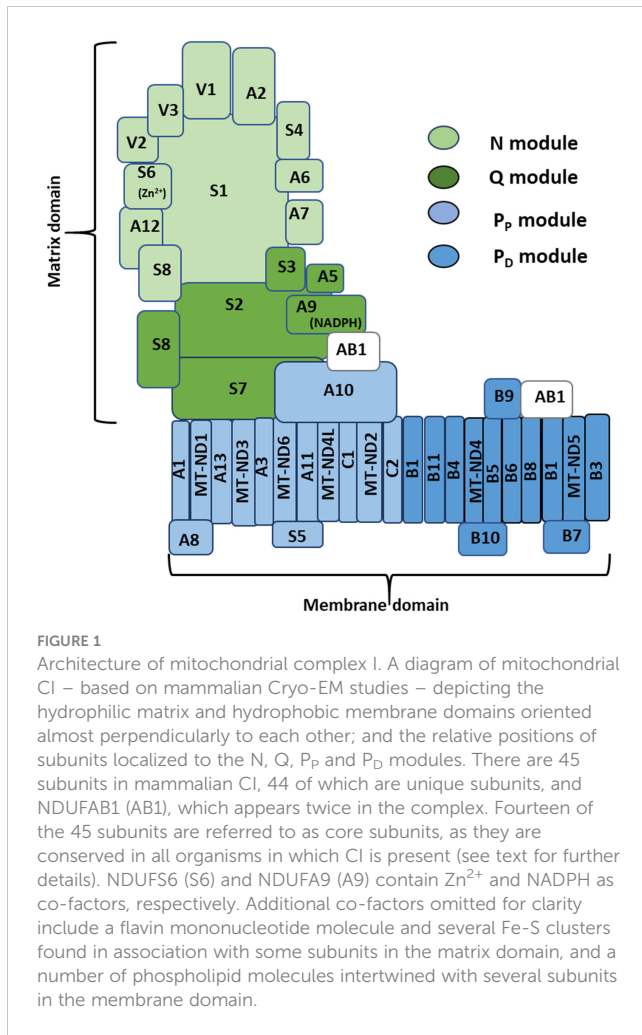 V1
A2
V3
S4
V2
S6
(Zn²⁺)
S1
A6
A12
A7
S8
S3
A5
S2
A9
(NADPH)
S8
AB1
S7
A10
B9
AB1
A1
MT-ND1
A13
MT-ND3
A3
MT-ND6
A11
MT-ND4L
C1
MT-ND2
C2
B1
B11
B4
MT-ND4
B5
B6
B8
B1
MT-ND5
B3
A8
S5
B10
B7
Matrix domain
Membrane domain
N module
Q module
Pₚ module
P_D module
FIGURE 1
Architecture of mitochondrial complex I. A diagram of mitochondrial
CI – based on mammalian Cryo-EM studies – depicting the
hydrophilic matrix and hydrophobic membrane domains oriented
almost perpendicularly to each other; and the relative positions of
subunits localized to the N, Q, Pₚ and P_D modules. There are 45
subunits in mammalian CI, 44 of which are unique subunits, and
NDUFAB1 (AB1), which appears twice in the complex. Fourteen of
the 45 subunits are referred to as core subunits, as they are
conserved in all organisms in which CI is present (see text for further
details). NDUFS6 (S6) and NDUFA9 (A9) contain Zn²⁺ and NADPH as
co-factors, respectively. Additional co-factors omitted for clarity
include a flavin mononucleotide molecule and several Fe-S clusters
found in association with some subunits in the matrix domain, and a
number of phospholipid molecules intertwined with several subunits
in the membrane domain.